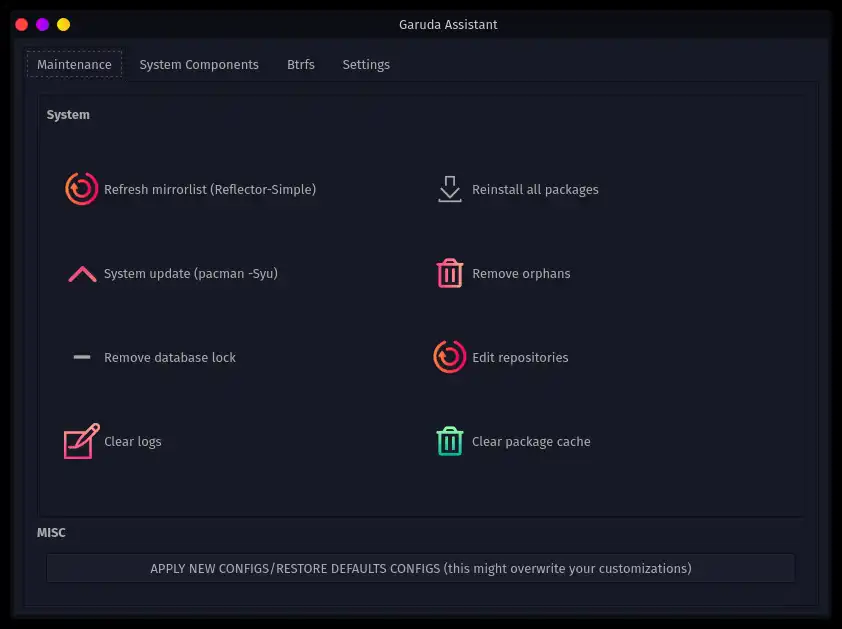 Garuda Assistant
Maintenance System Components Btrfs Settings
System
Refresh mirrorlist (Reflector-Simple) Reinstall all packages
System update (pacman -Syu) Remove orphans
Remove database lock Edit repositories
Clear logs Clear package cache
MISC
APPLY NEW CONFIGS/RESTORE DEFAULTS CONFIGS (this might overwrite your customizations)